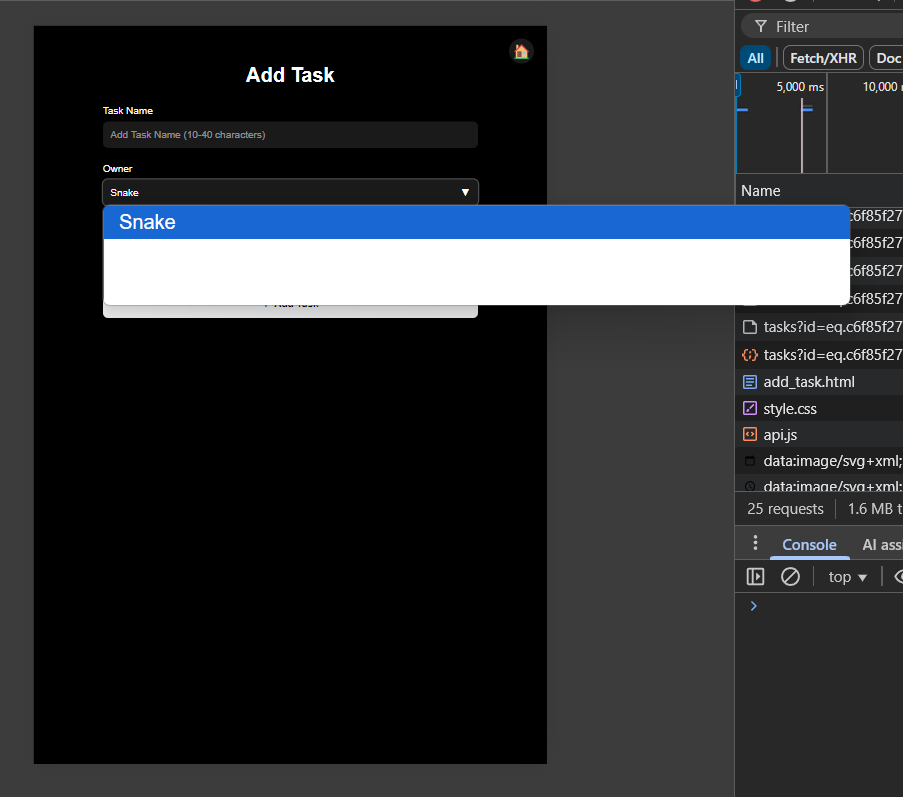 Filter
All
Fetch/XHR
Doc
5,000 ms
10,000
Add Task
Task Name
Add Task Name (10-40 characters)
Name
Owner
Snake
▼
Snake
c6f85f27
c6f85f27
c6f85f27
c6f85f27
tasks?id=eq.c6f85f27
tasks?id=eq.c6f85f27
add_task.html
style.css
api.js
data:image/svg+xml;
data:image/svg+xml;
25 requests
1.6 MB t
Console
AI assi
top ▼